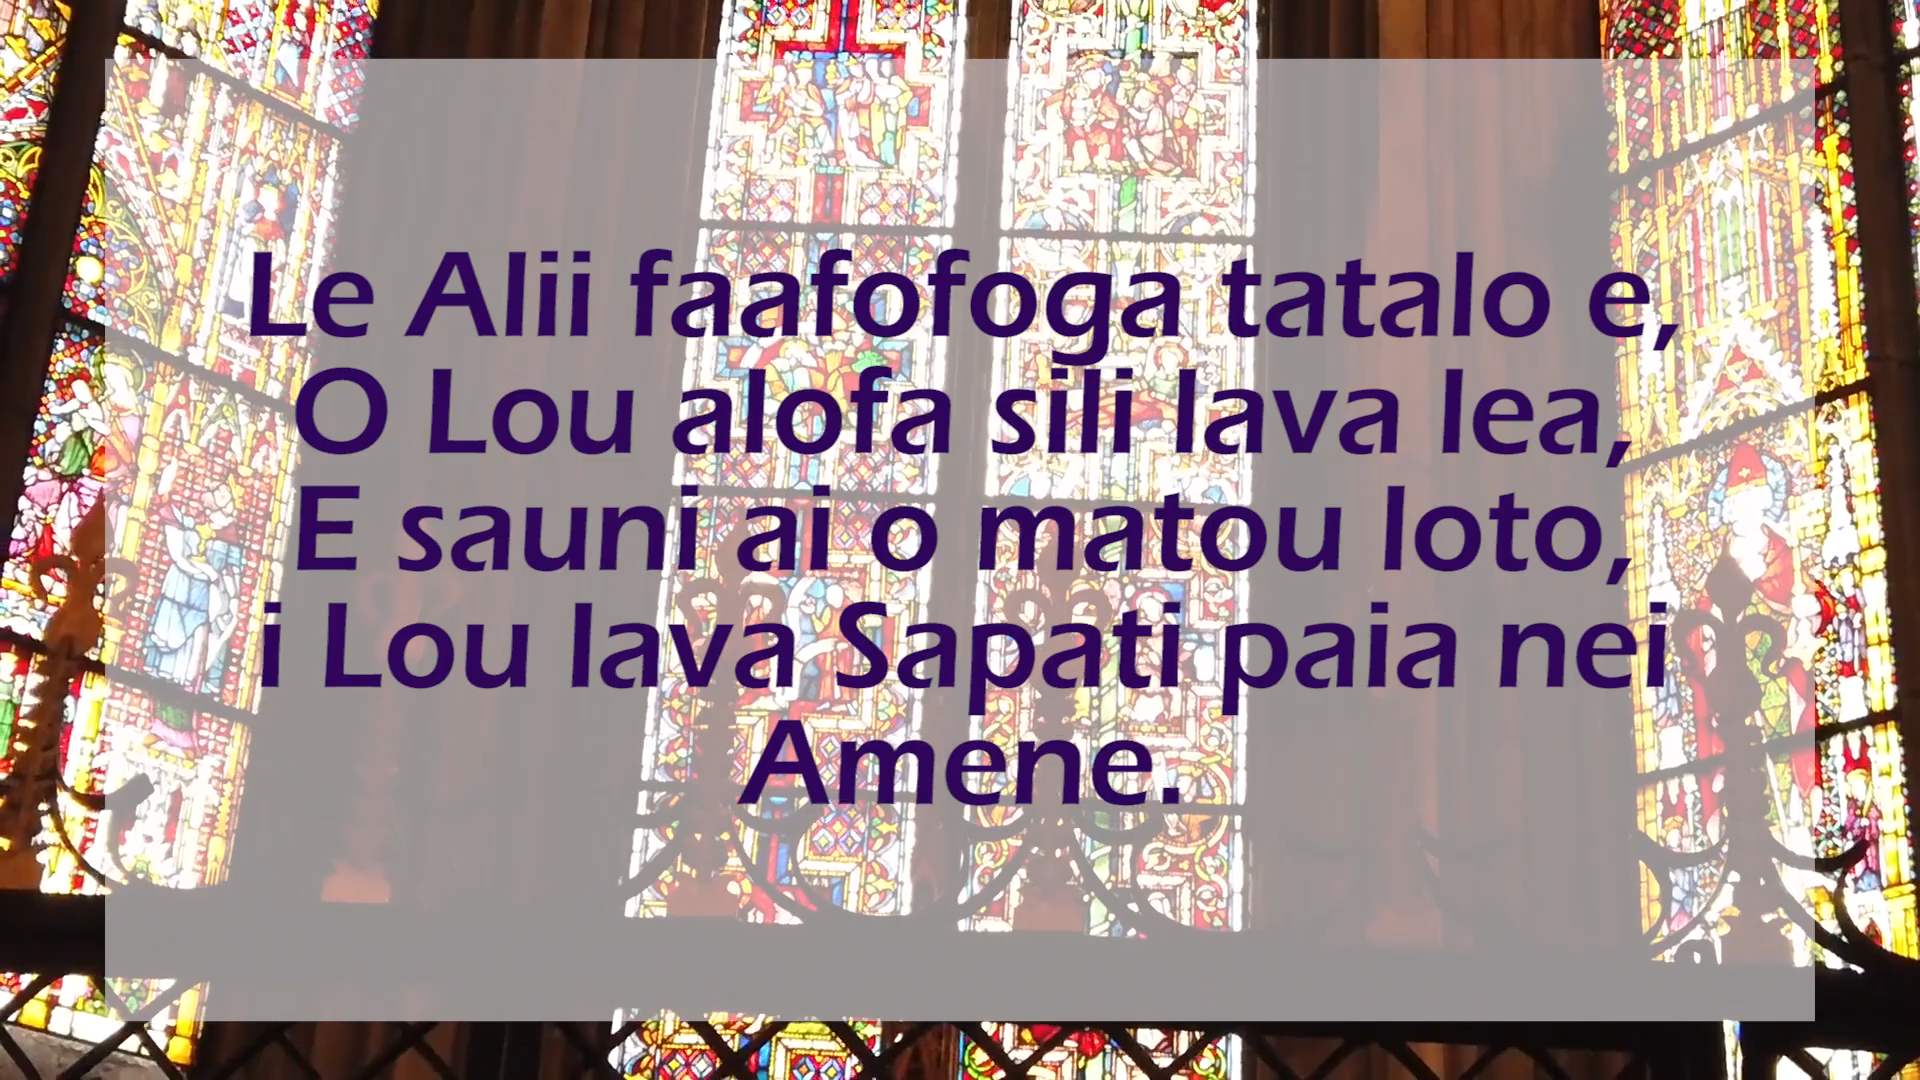 Le Alii faafofoga tatalo e,
O Lou alofa sili lava lea,
E sauni ai o matou loto,
i Lou lava Sapati paia nei
Amene.